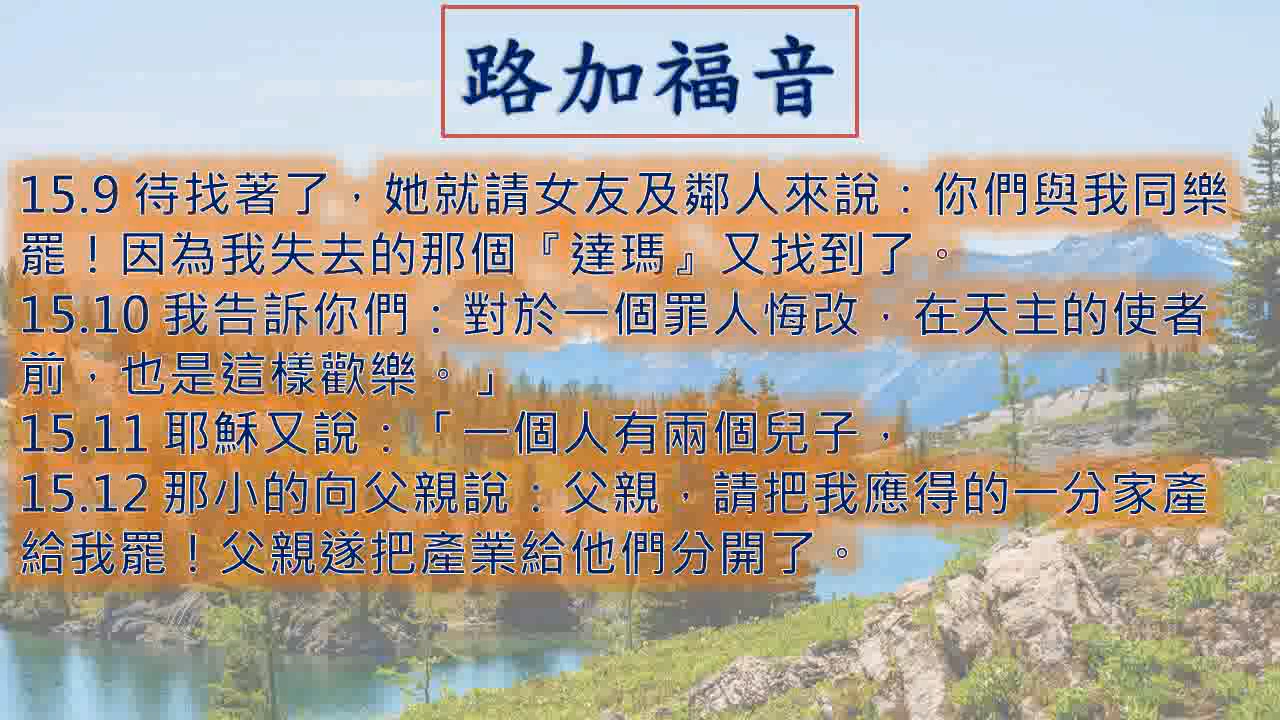 路加福音
15.9 待找著了，她就請女友及鄰人來說：你們與我同樂
罷！因為我失去的那個『達瑪』又找到了。
15.10 我告訴你們：對於一個罪人悔改，在天主的使者
前，也是這樣歡樂。」
15.11 耶穌又說：「一個人有兩個兒子，
15.12 那小的向父親說：父親，請把我應得的一分家產
給我罷！父親遂把產業給他們分開了。